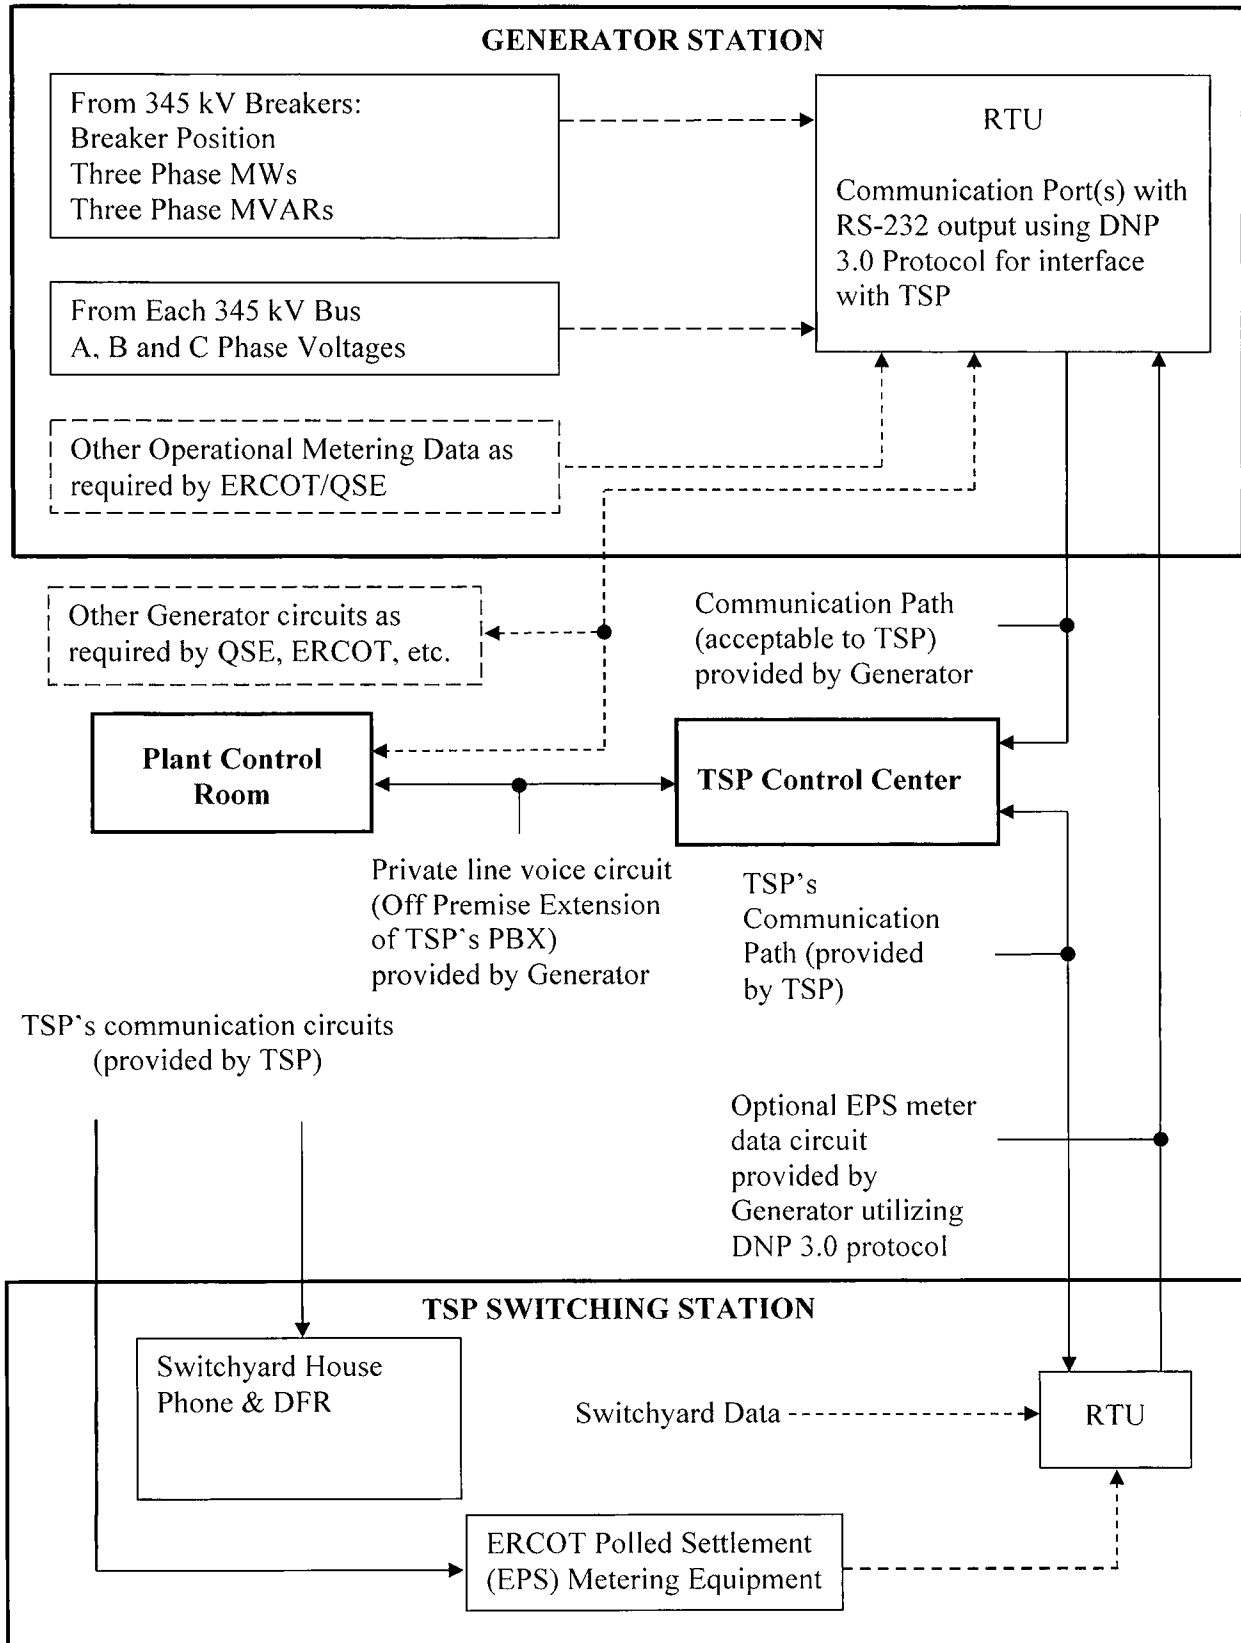 GENERATOR STATION
From 345 kV Breakers:
Breaker Position
Three Phase MWs
Three Phase MVARs
RTU
Communication Port(s) with
RS-232 output using DNP
3.0 Protocol for interface
with TSP
From Each 345 kV Bus
A, B and C Phase Voltages
Other Operational Metering Data as
required by ERCOT/QSE
Other Generator circuits as
required by QSE, ERCOT, etc.
Communication Path
(acceptable to TSP)
provided by Generator
Plant Control
Room
TSP Control Center
Private line voice circuit
(Off Premise Extension
of TSP's PBX)
provided by Generator
TSP's
Communication
Path (provided
by TSP)
TSP's communication circuits
(provided by TSP)
Optional EPS meter
data circuit
provided by
Generator utilizing
DNP 3.0 protocol
TSP SWITCHING STATION
Switchyard House
Phone & DFR
Switchyard Data
RTU
ERCOT Polled Settlement
(EPS) Metering Equipment